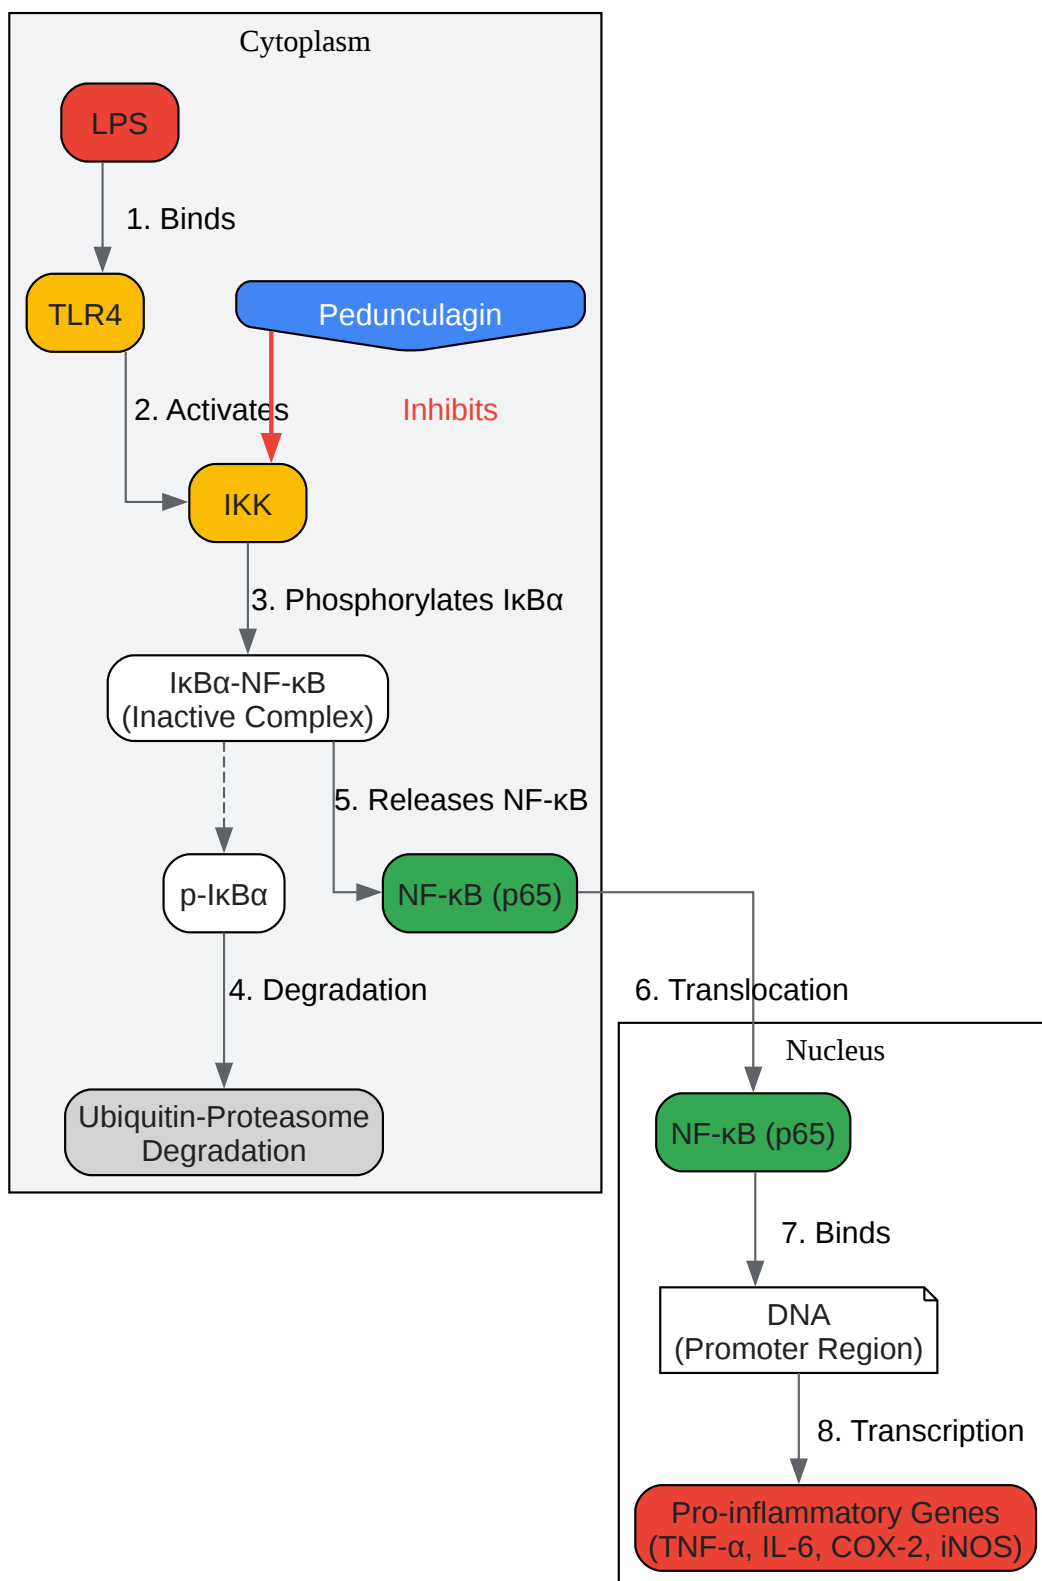 Cytoplasm
LPS
1. Binds
TLR4
Pedunculagin
2. Activates
Inhibits
IKK
3. Phosphorylates IκBα
IκBα-NF-κB
(Inactive Complex)
5. Releases NF-κB
p-IκBα
NF-κB (p65)
4. Degradation
6. Translocation
Nucleus
Ubiquitin-Proteasome
Degradation
NF-κB (p65)
7. Binds
DNA
(Promoter Region)
8. Transcription
Pro-inflammatory Genes
(TNF-α, IL-6, COX-2, iNOS)